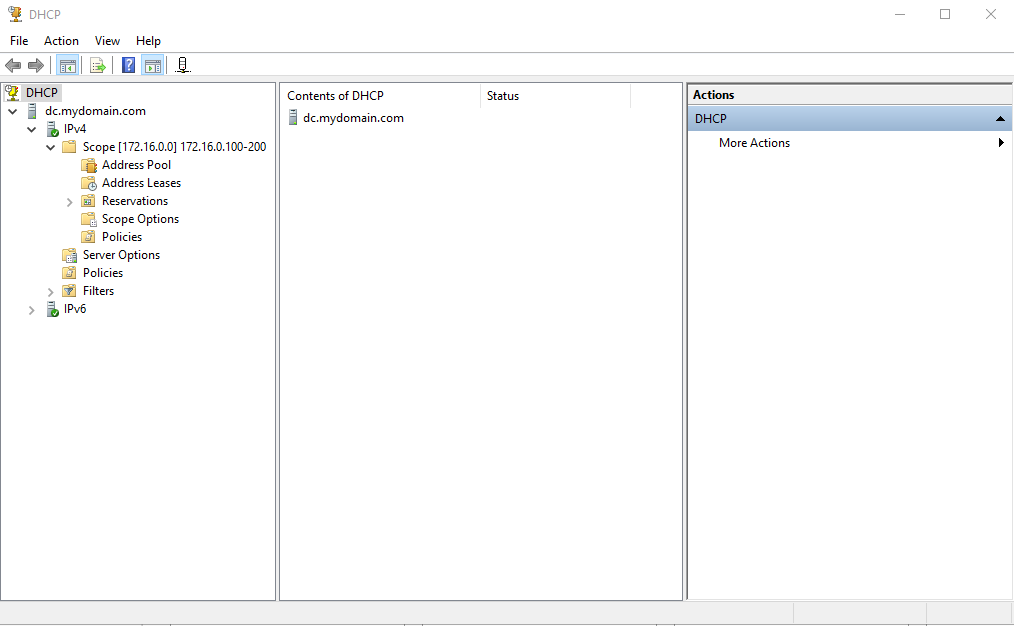 DHCP
File Action View Help
DHCP
dc.mydomain.com
IPv4
Scope [172.16.0.0] 172.16.0.100-200
Address Pool
Address Leases
Reservations
Scope Options
Policies
Server Options
Policies
Filters
IPv6
Contents of DHCP Status
dc.mydomain.com
Actions
DHCP
More Actions